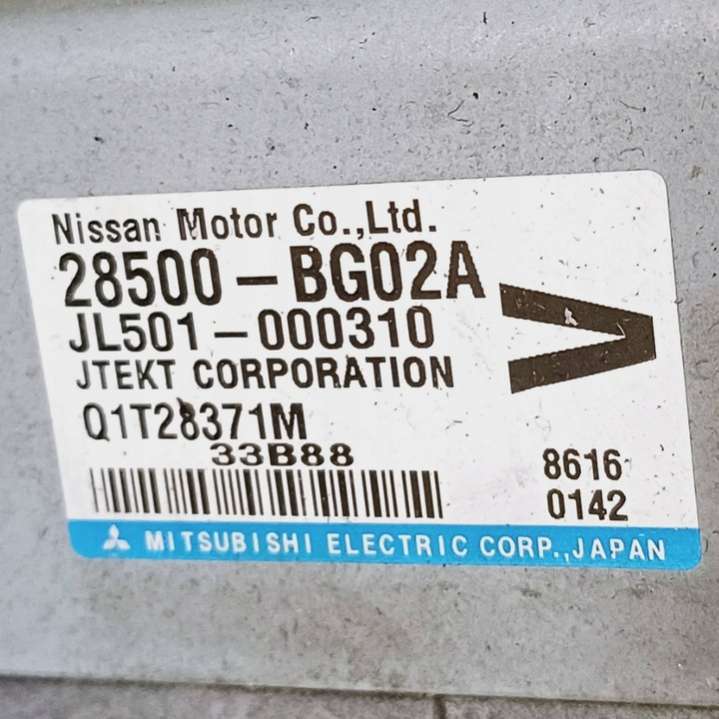 Nissan Motor Co.,Ltd.
28500-BG02A
JL501-000310
JTEKT CORPORATION
V
Q1T28371M
33B88
8616
0142
MITSUBISHI ELECTRIC CORP.,JAPAN